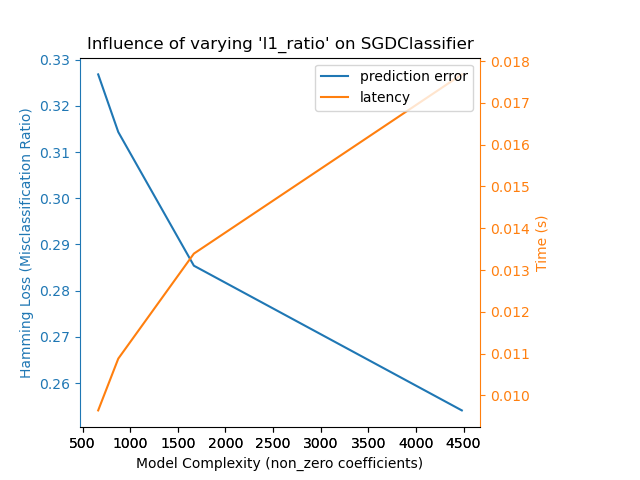 Influence of varying 'l1_ratio' on SGDClassifier
prediction error
latency
Hamming Loss (Misclassification Ratio)
0.33
0.32
0.31
0.30
0.29
0.28
0.27
0.26
0.018
0.017
0.016
0.015
0.014
0.013
0.012
0.011
0.010
Time (s)
500 1000 1500 2000 2500 3000 3500 4000 4500
Model Complexity (non_zero coefficients)